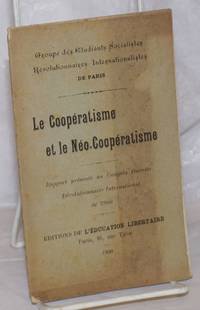 Groupe des Etudiants Socialistes
Révolutionnaires Internationalistes
DE PARIS
Le Coopératisme
et le Néo-Coopératisme
Rapport présenté au Congrès Ouvrier
Révolutionnaire International
de 1900
EDITIONS DE L'EDUCATION LIBERTAIRE
Paris, rue
1900